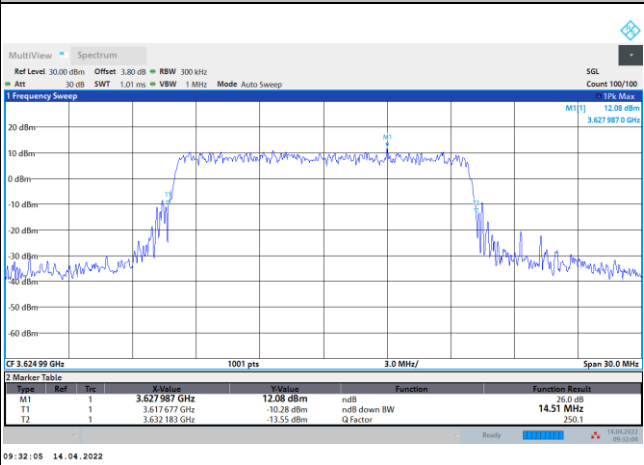 MultiView Spectrum
Ref Level 30.00 dBm Offset 3.80 dB RBW 300 kHz SGL
Att 30 dB SWT 1.01 ms VBW 1 MHz Mode Auto Sweep Count 100/100
1 Frequency Sweep 1Pk Max
M1[1] 12.08 dBm
3.627 987 0 GHz
20 dBm
M1
10 dBm
0 dBm
T1
T2
-10 dBm
-20 dBm
-30 dBm
-40 dBm
-50 dBm
-60 dBm
CF 3.624 99 GHz 1001 pts 3.0 MHz/ Span 30.0 MHz
2 Marker Table
Type Ref Trc X-Value Y-Value Function Function Result
M1 1 3.627 987 GHz 12.08 dBm ndB 26.0 dB
T1 1 3.617 677 GHz -10.28 dBm ndB down BW 14.51 MHz
T2 1 3.632 183 GHz -13.55 dBm Q Factor 250.1
Ready 14.04.2022
09:32:04
09:32:05 14.04.2022